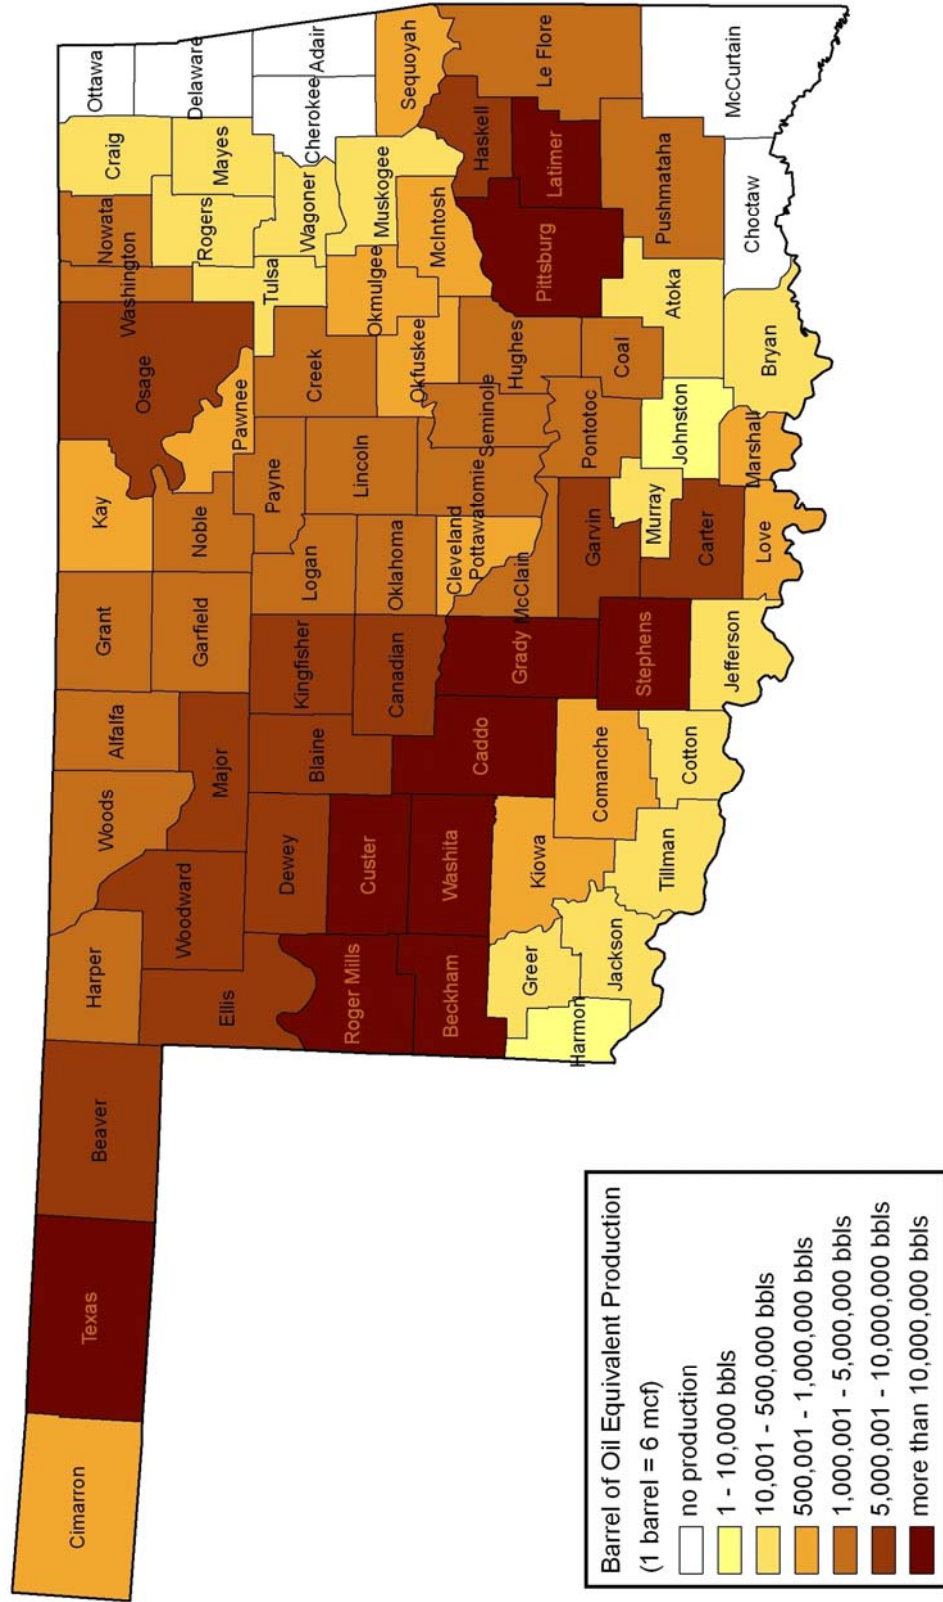 Cimarron
Texas
Beaver
Harper
Woods
Alfalfa
Grant
Kay
Osage
Washington
Nowata
Craig
Ottawa
Ellis
Woodward
Major
Garfield
Noble
Pawnee
Rogers
Mayes
Delaware
Roger Mills
Dewey
Blaine
Kingfisher
Logan
Payne
Creek
Tulsa
Wagoner
Cherokee
Adair
Custer
Canadian
Oklahoma
Lincoln
Okfuskee
Okmulgee
Muskogee
Sequoyah
Beckham
Washita
Caddo
Grady
Cleveland
Pottawatomie
Seminole
Hughes
McIntosh
Haskell
Le Flore
Greer
Kiowa
McClain
Garvin
Pontotoc
Coal
Pittsburg
Latimer
Harmon
Jackson
Comanche
Stephens
Murray
Johnston
Atoka
Pushmataha
Tillman
Cotton
Jefferson
Carter
Love
Marshall
Bryan
Choctaw
McCurtain
Barrel of Oil Equivalent Production
(1 barrel = 6 mcf)
no production
1 - 10,000 bbls
10,001 - 500,000 bbls
500,001 - 1,000,000 bbls
1,000,001 - 5,000,000 bbls
5,000,001 - 10,000,000 bbls
more than 10,000,000 bbls